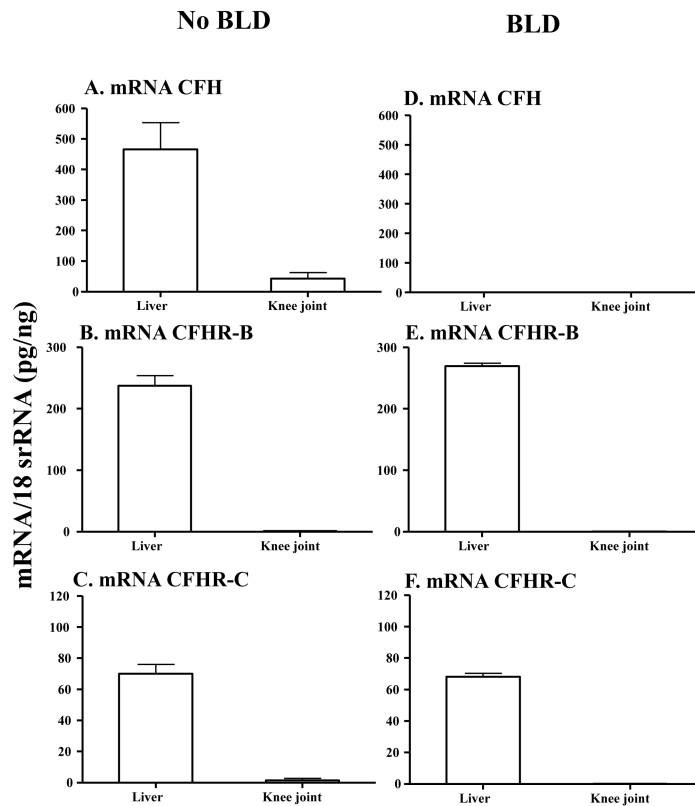 No BLD
BLD
mRNA/18 srRNA (pg/ng)
A. mRNA CFH
600
500
400
300
200
100
0
Liver
Knee joint
D. mRNA CFH
600
500
400
300
200
100
0
Liver
Knee joint
B. mRNA CFHR-B
300
200
100
0
Liver
Knee joint
E. mRNA CFHR-B
300
200
100
0
Liver
Knee joint
C. mRNA CFHR-C
120
100
80
60
40
20
0
Liver
Knee joint
F. mRNA CFHR-C
120
100
80
60
40
20
0
Liver
Knee joint